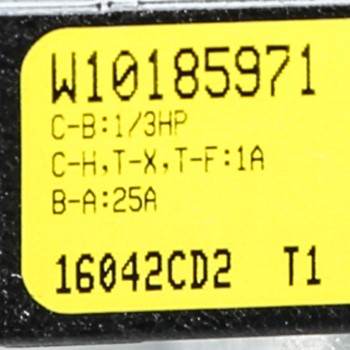 W10185971
C-B:1/3HP
C-H,T-X,T-F:1A
B-A:25A
16042CD2 T1